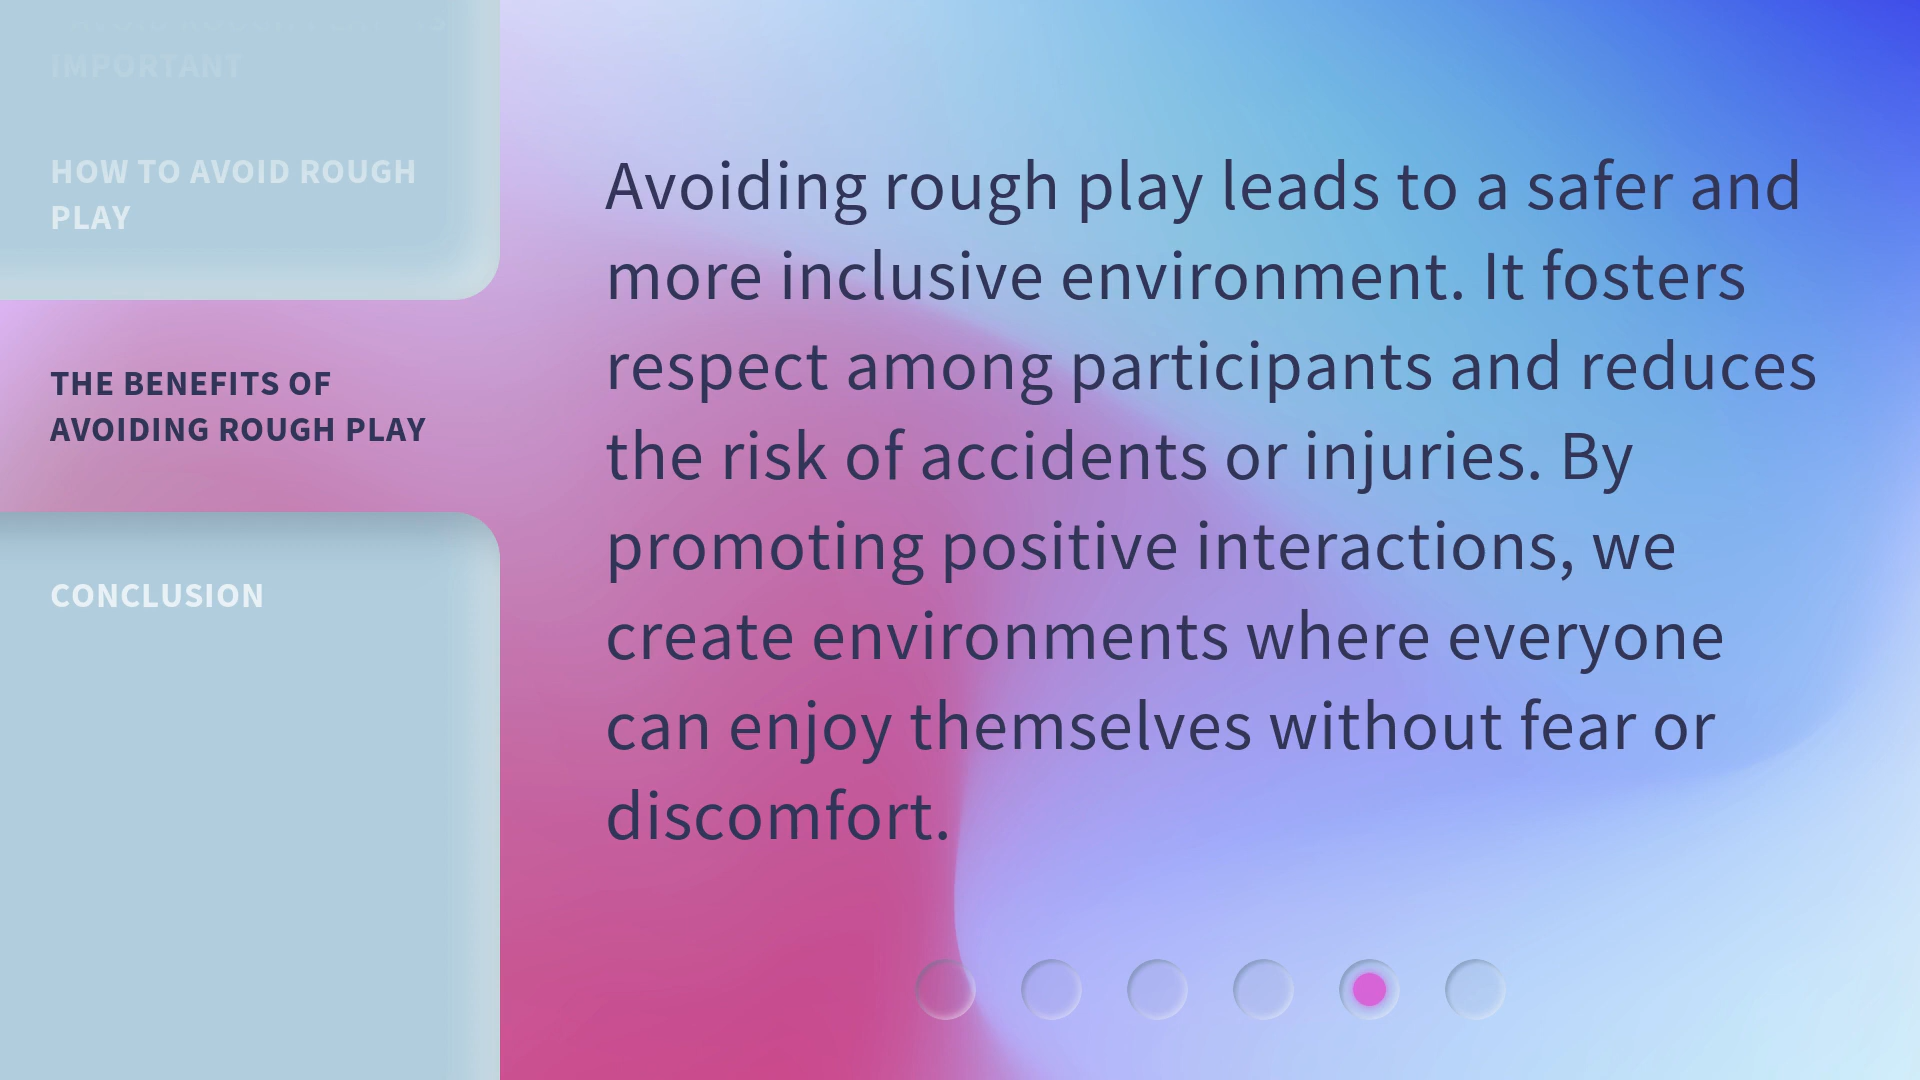 IMPORTANT
HOW TO AVOID ROUGH
PLAY
THE BENEFITS OF
AVOIDING ROUGH PLAY
CONCLUSION
Avoiding rough play leads to a safer and
more inclusive environment. It fosters
respect among participants and reduces
the risk of accidents or injuries. By
promoting positive interactions, we
create environments where everyone
can enjoy themselves without fear or
discomfort.